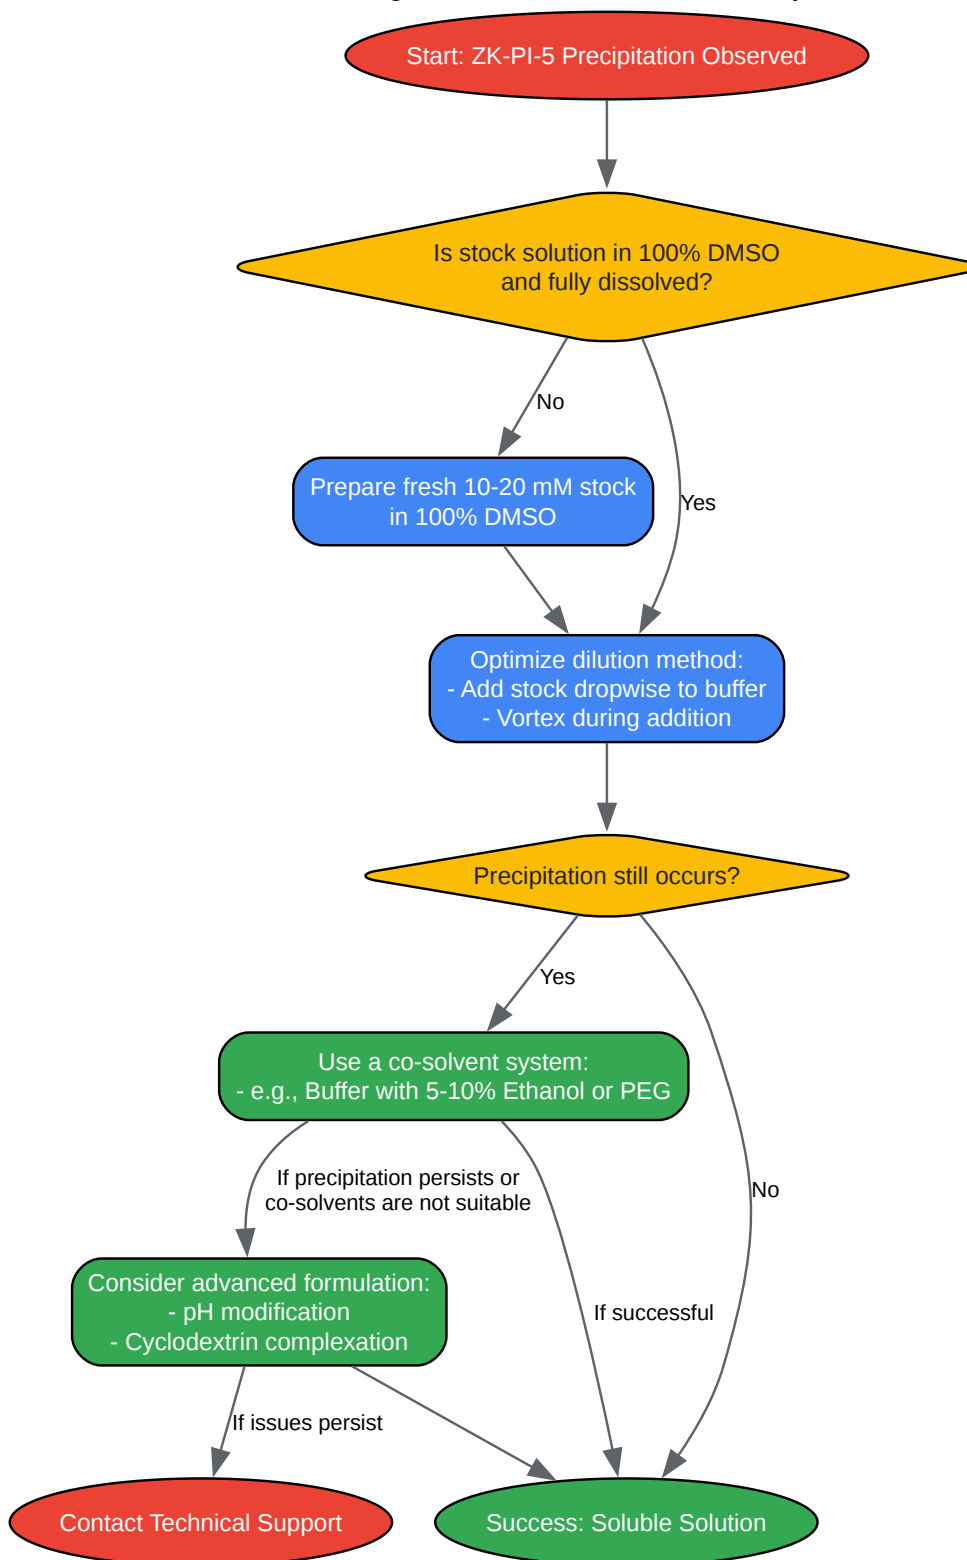 Start: ZK-PI-5 Precipitation Observed
Is stock solution in 100% DMSO
and fully dissolved?
No
Prepare fresh 10-20 mM stock
in 100% DMSO
Yes
Optimize dilution method:
- Add stock dropwise to buffer
- Vortex during addition
Precipitation still occurs?
Yes
Use a co-solvent system:
- e.g., Buffer with 5-10% Ethanol or PEG
If precipitation persists or
co-solvents are not suitable
No
Consider advanced formulation:
- pH modification
- Cyclodextrin complexation
If successful
If issues persist
Contact Technical Support
Success: Soluble Solution